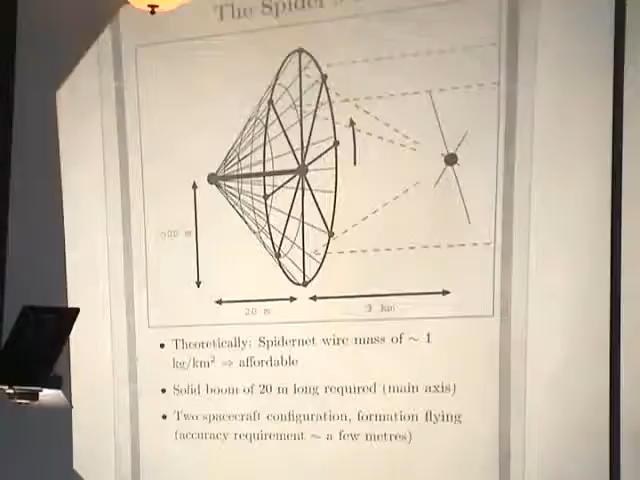 The Spider
500 m
20 m
3 km
• Theoretically: Spidernet wire mass of ~ 1
kg/km² ⇒ affordable
• Solid boom of 20 m long required (main axis)
• Two spacecraft configuration, formation flying
(accuracy requirement ~ a few metres)